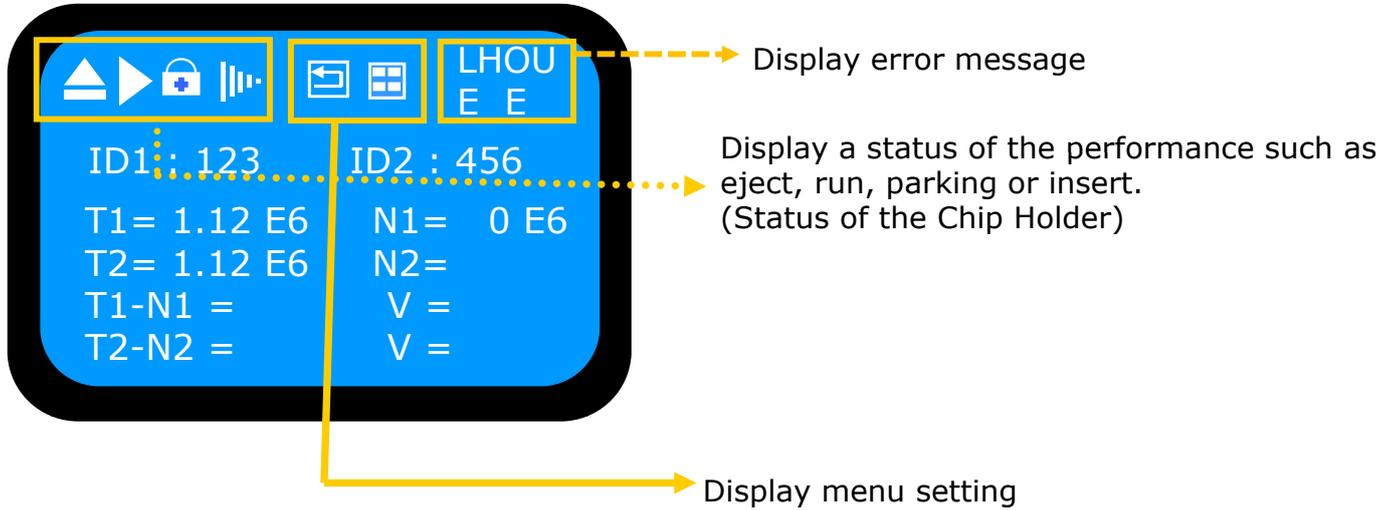 LHOU
E E
Display error message
ID1 : 123 ID2 : 456
Display a status of the performance such as
eject, run, parking or insert.
(Status of the Chip Holder)
T1= 1.12 E6 N1= 0 E6
T2= 1.12 E6 N2=
T1-N1 = V =
T2-N2 = V =
Display menu setting